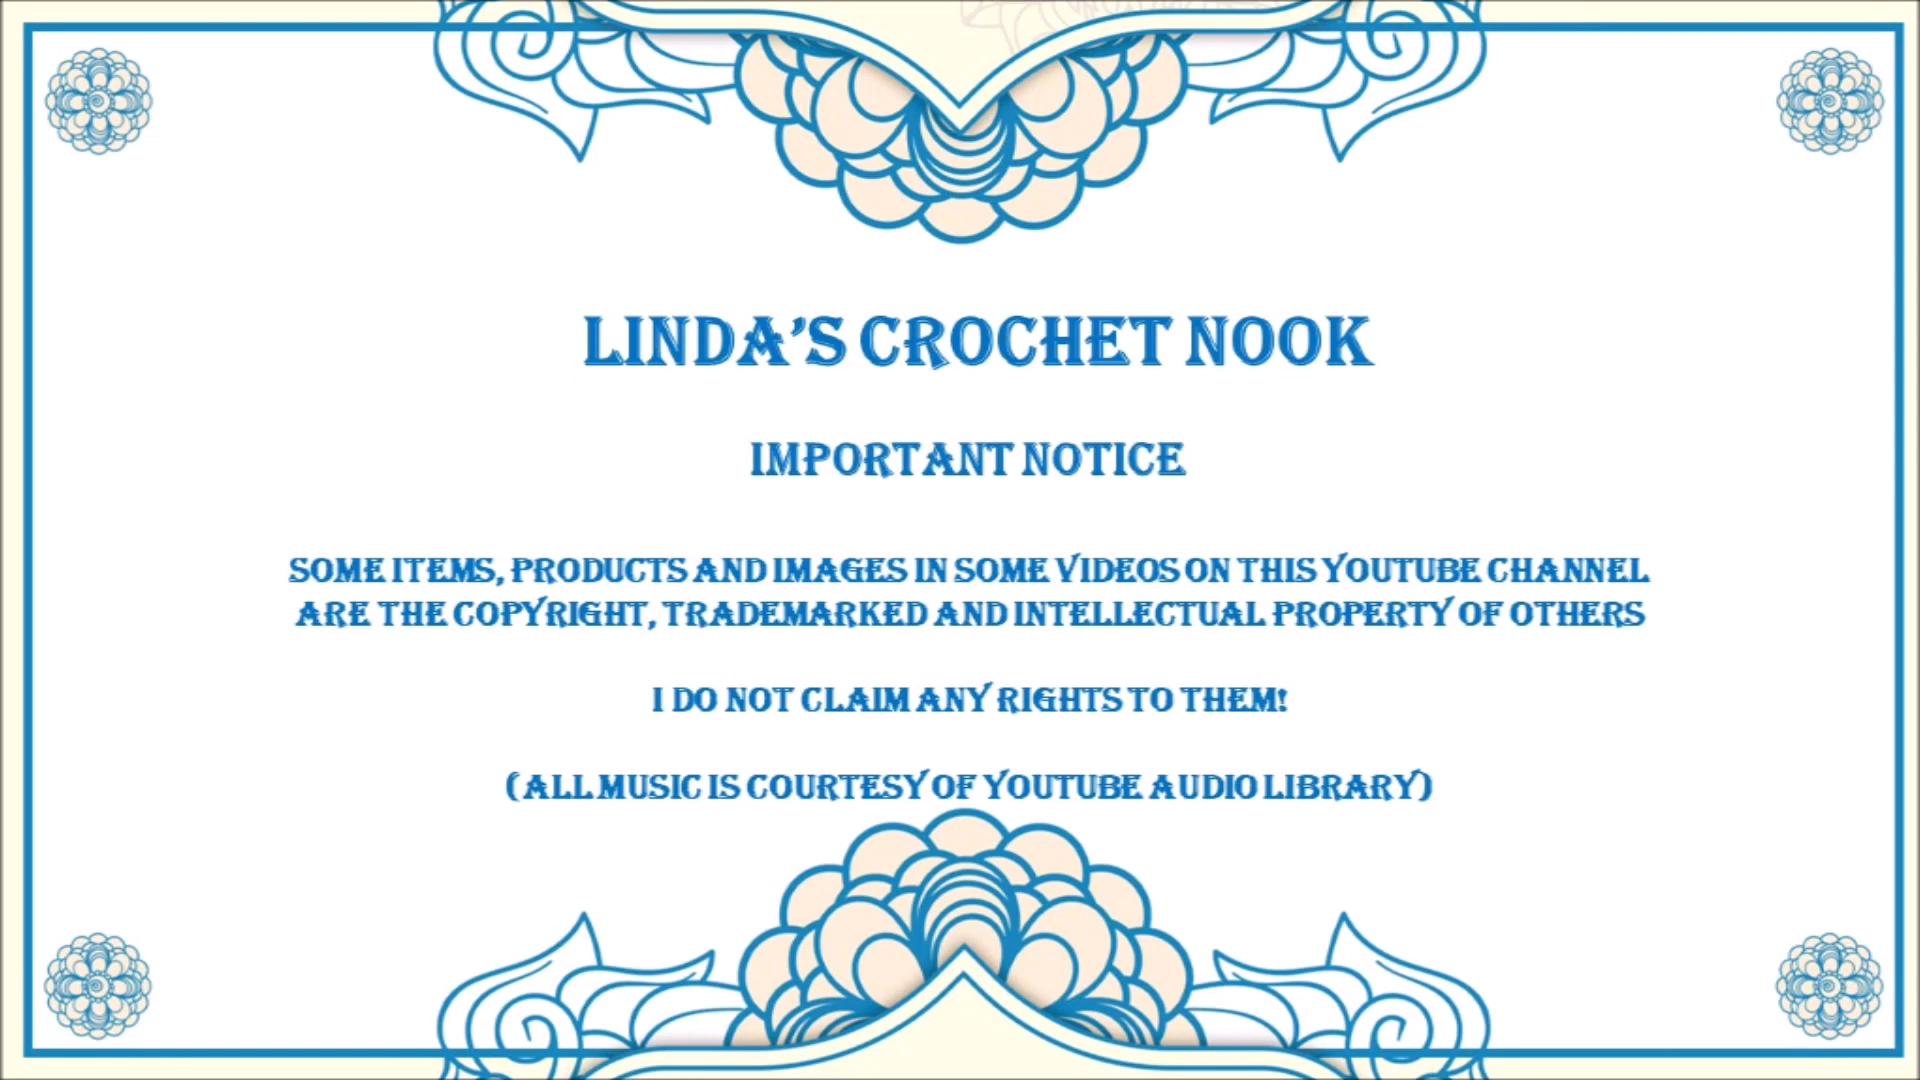 LINDA'S CROCHET NOOK
IMPORTANT NOTICE
SOME ITEMS, PRODUCTS AND IMAGES IN SOME VIDEOS ON THIS YOUTUBE CHANNEL
ARE THE COPYRIGHT, TRADEMARKED AND INTELLECTUAL PROPERTY OF OTHERS
I DO NOT CLAIM ANY RIGHTS TO THEM!
(ALL MUSIC IS COURTESY OF YOUTUBE AUDIO LIBRARY)